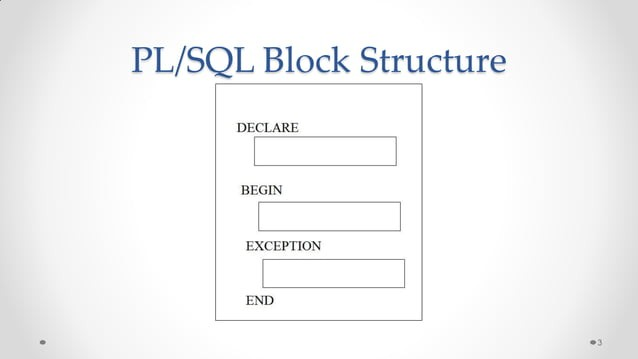 PL/SQL Block Structure
DECLARE
BEGIN
EXCEPTION
END
3